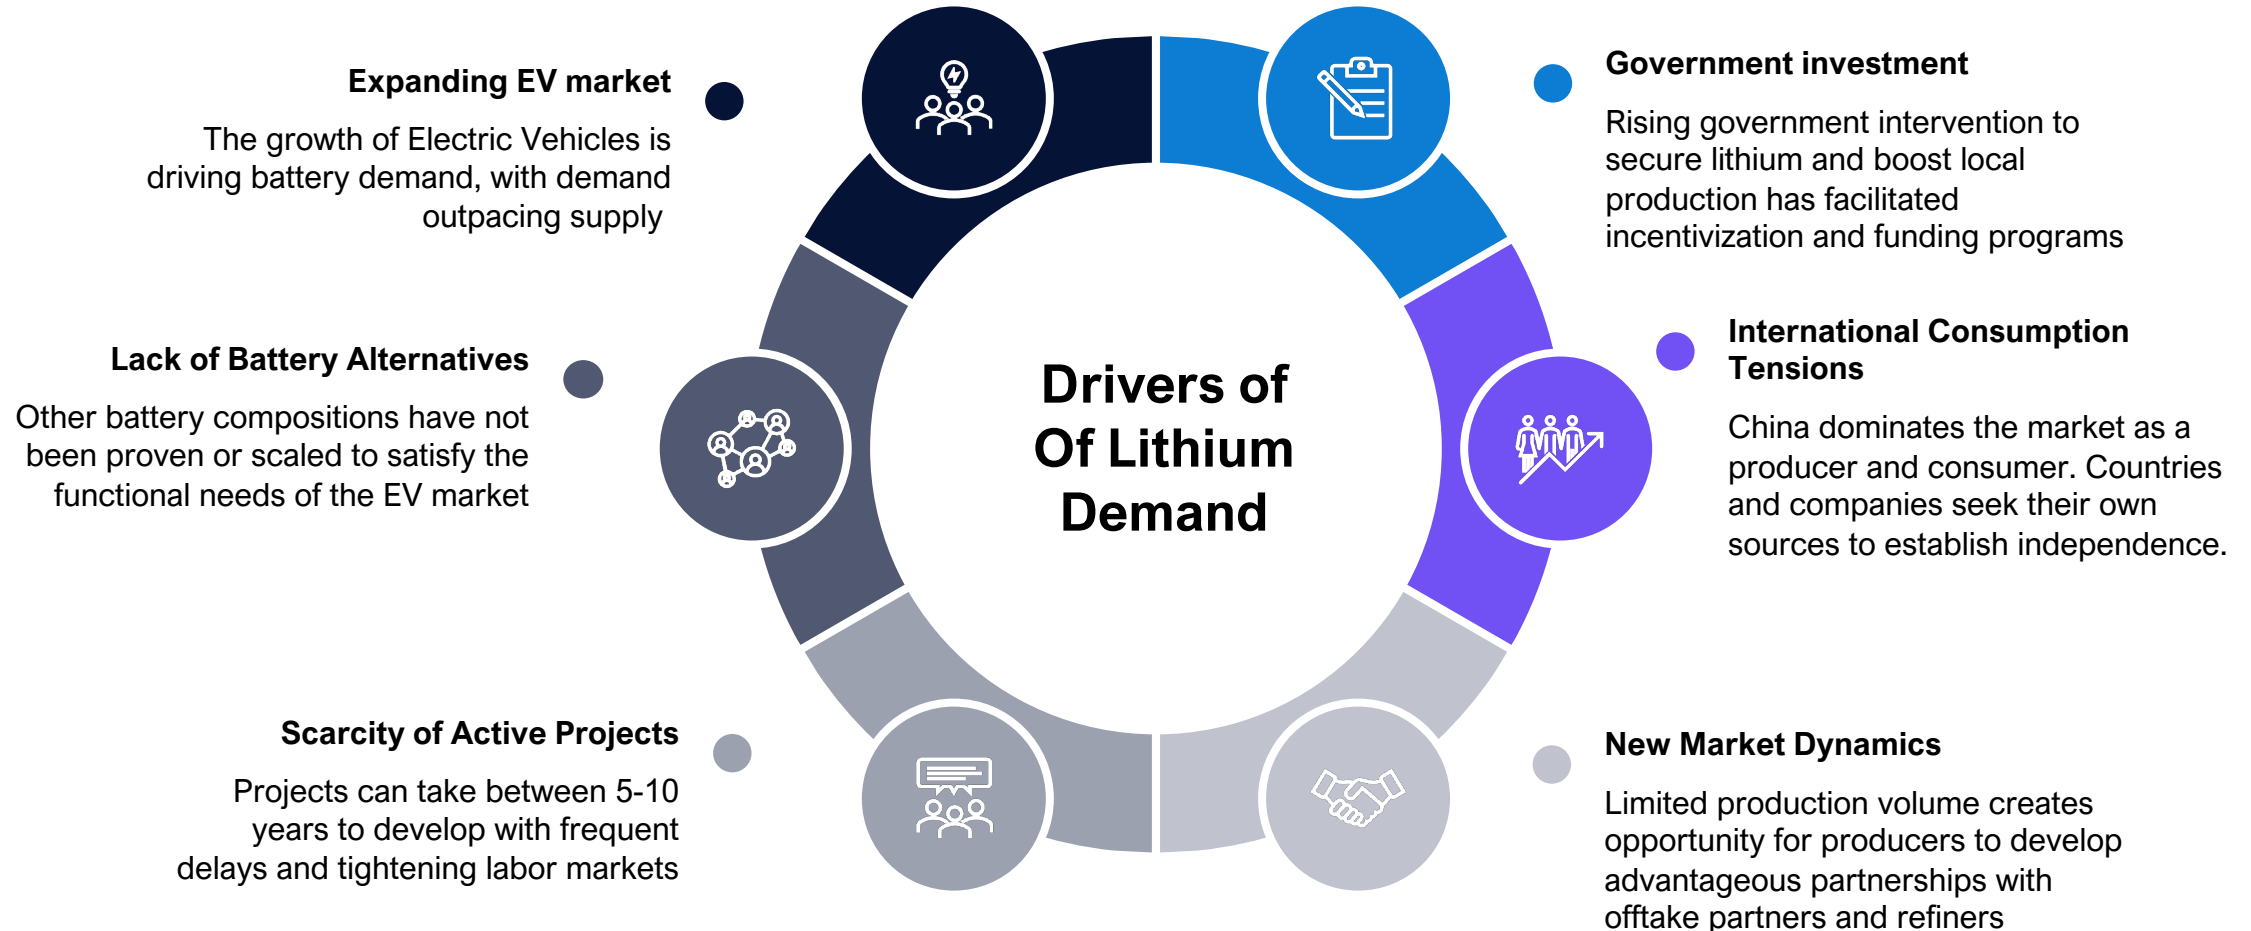 Expanding EV market
The growth of Electric Vehicles is
driving battery demand, with demand
outpacing supply
Lack of Battery Alternatives
Other battery compositions have not
been proven or scaled to satisfy the
functional needs of the EV market
Scarcity of Active Projects
Projects can take between 5-10
years to develop with frequent
delays and tightening labor markets
Drivers of
Of Lithium
Demand
Government investment
Rising government intervention to
secure lithium and boost local
production has facilitated
incentivization and funding programs
International Consumption
Tensions
China dominates the market as a
producer and consumer. Countries
and companies seek their own
sources to establish independence.
New Market Dynamics
Limited production volume creates
opportunity for producers to develop
advantageous partnerships with
offtake partners and refiners